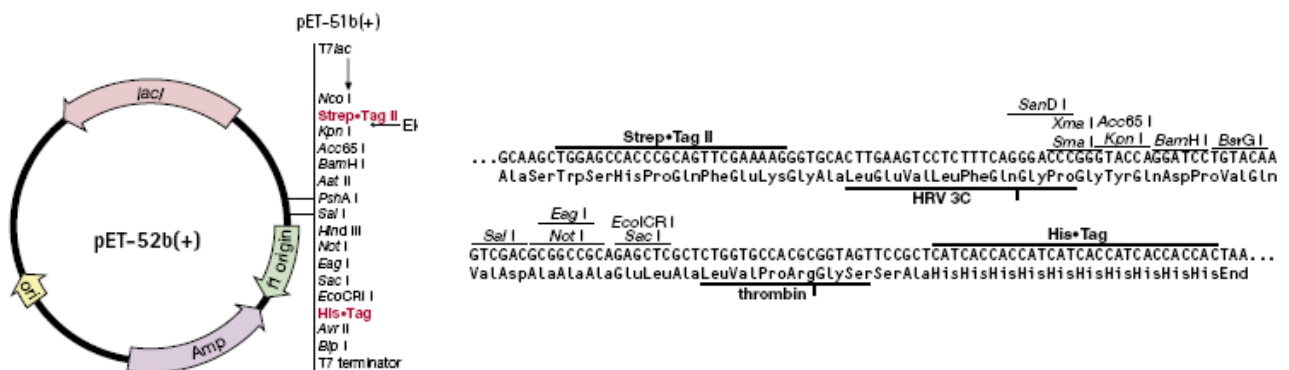 pET-51b(+)
T7lac
Nco I
Strep•Tag II
Kpn I
Acc65 I
BamH I
Aat II
PshA I
Sal I
Hind III
Not I
Eag I
Sac I
EcoCRI I
His•Tag
Avr II
Blp I
T7 terminator
lacI
pET-52b(+)
f1 origin
Amp
ori
SanD I
Xma I Acc65 I
Strep•Tag II Sma I Kpn I BamH I BsrG I
...GCAAGCTGGAGCCACCCGCAGTTCGAAAAGGGTGCACTTGAAGTCCTCTTTCAGGGACCCGGGTACCAGGATCCTGTACAA
AlaSerTrpSerHisProGlnPheGluLysGlyAlaLeuGluValLeuPheGlnGlyProGlyTyrGlnAspProValGln
HRV 3C
Eag I EcoICR I
Sal I Not I Sac I His•Tag
GTCGACGCGGCCGCAGAGCTCGCTCTGGTGCCACGCGGTAGTTCCGCTCATCACCACCATCATCACCATCACCACCACTAA...
ValAspAlaAlaAlaGluLeuAlaLeuValProArgGlySerSerAlaHisHisHisHisHisHisHisHisHisHisEnd
thrombin